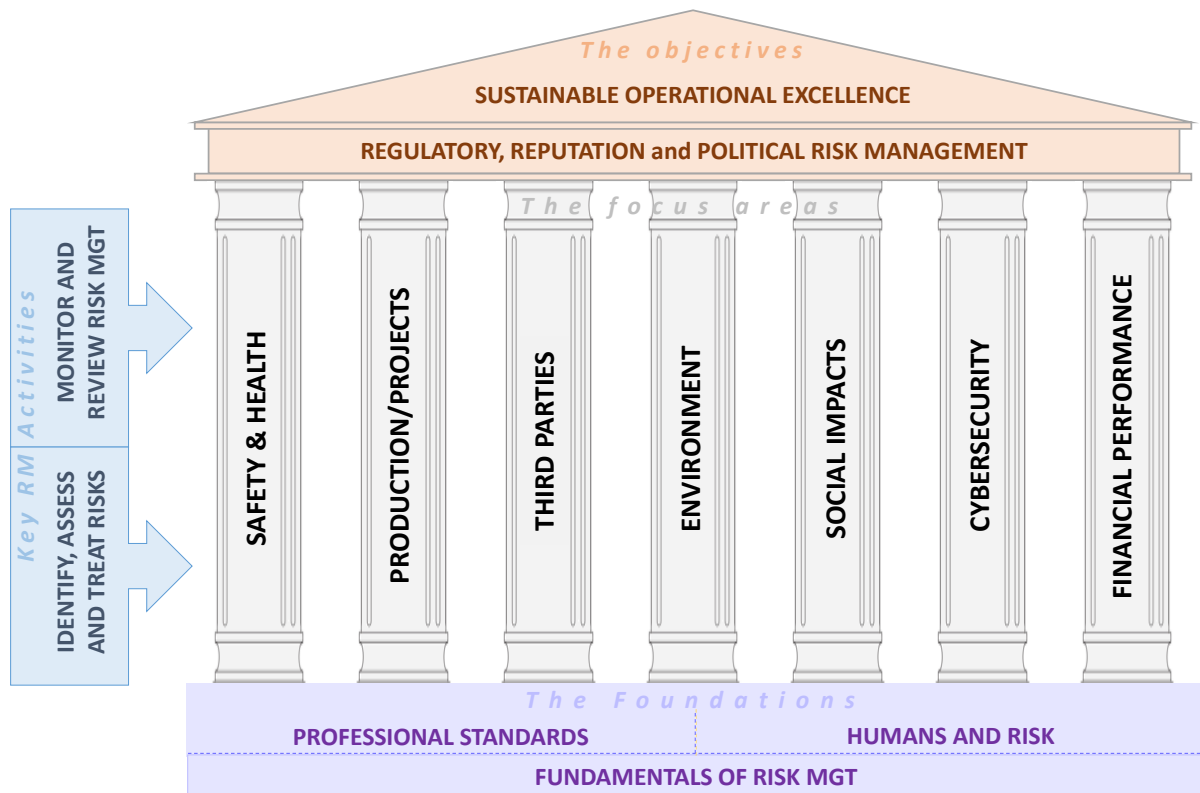 The objectives
SUSTAINABLE OPERATIONAL EXCELLENCE
REGULATORY, REPUTATION and POLITICAL RISK MANAGEMENT
The focus areas
Key RM Activities
MONITOR AND
REVIEW RISK MGT
IDENTIFY, ASSESS
AND TREAT RISKS
SAFETY & HEALTH
PRODUCTION/PROJECTS
THIRD PARTIES
ENVIRONMENT
SOCIAL IMPACTS
CYBERSECURITY
FINANCIAL PERFORMANCE
The Foundations
PROFESSIONAL STANDARDS
HUMANS AND RISK
FUNDAMENTALS OF RISK MGT